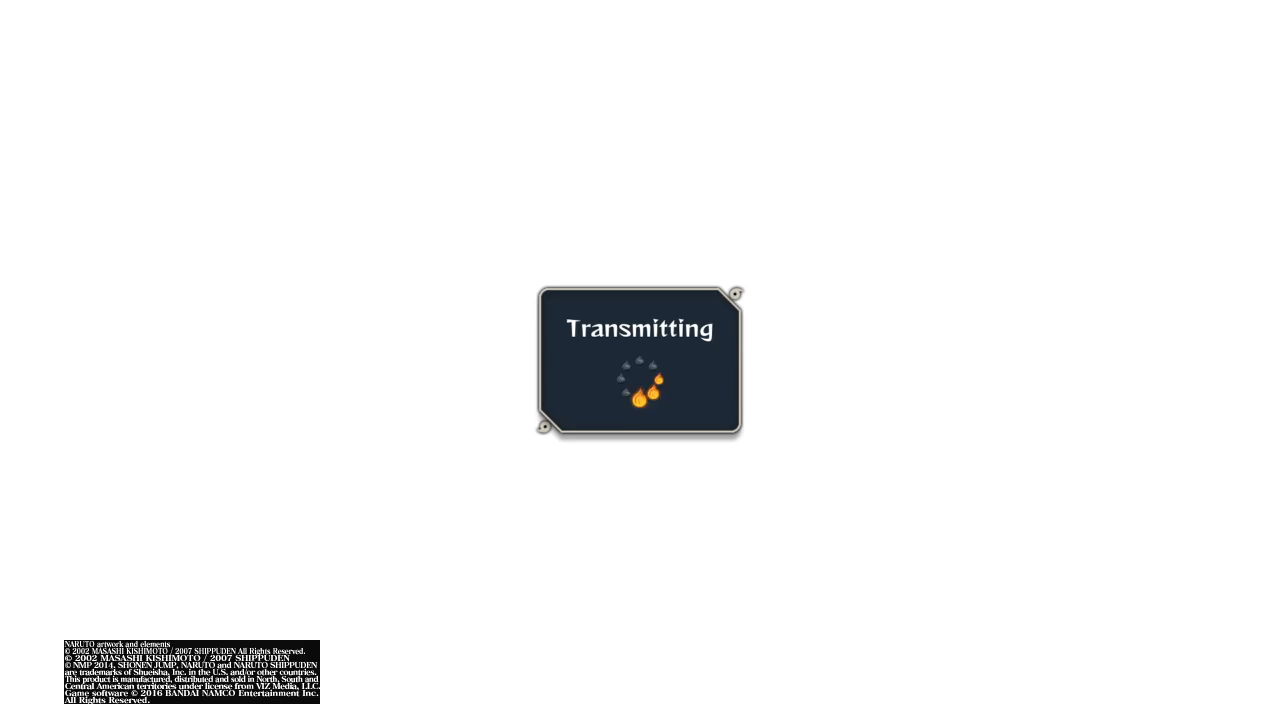 Transmitting
NARUTO artwork and elements
© 2002 MASASHI KISHIMOTO / 2007 SHIPPUDEN All Rights Reserved.
© 2002 MASASHI KISHIMOTO / 2007 SHIPPUDEN
© NMP 2014, SHONEN JUMP, NARUTO and NARUTO SHIPPUDEN
are trademarks of Shueisha, Inc. in the U.S. and/or other countries.
This product is manufactured, distributed and sold in North, South and
Central American territories under license from VIZ Media, LLC.
Game software © 2016 BANDAI NAMCO Entertainment Inc.
All Rights Reserved.